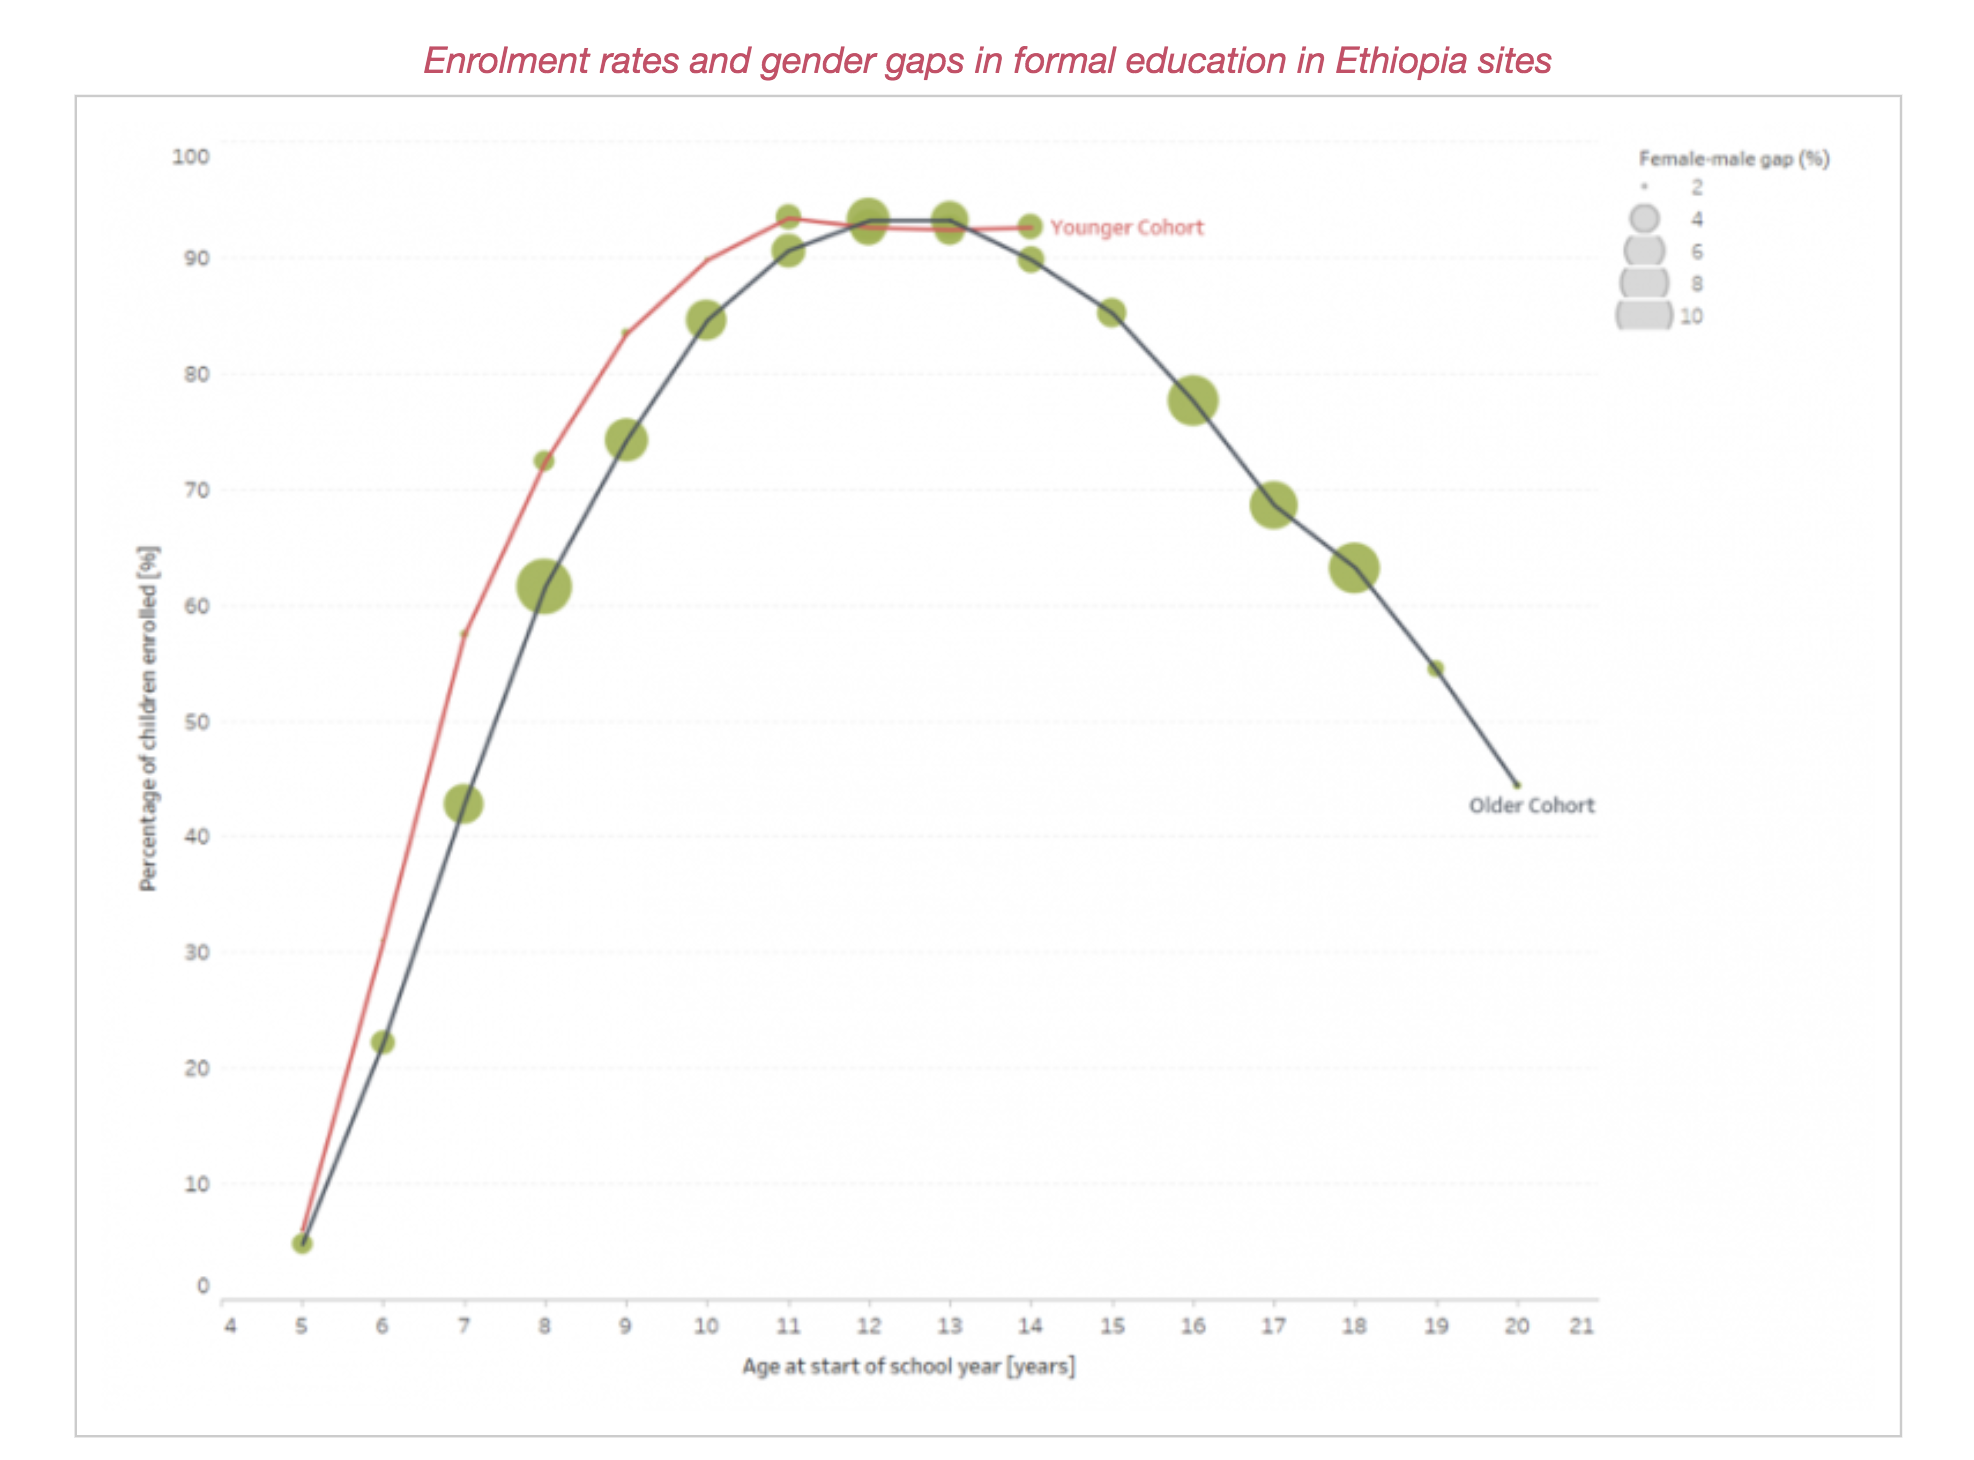 Enrolment rates and gender gaps in formal education in Ethiopia sites
Female-male gap (%)
2
4
6
8
10
100
90
80
70
60
50
40
30
20
10
0
Percentage of children enrolled [%]
Younger Cohort
Older Cohort
4 5 6 7 8 9 10 11 12 13 14 15 16 17 18 19 20 21
Age at start of school year [years]